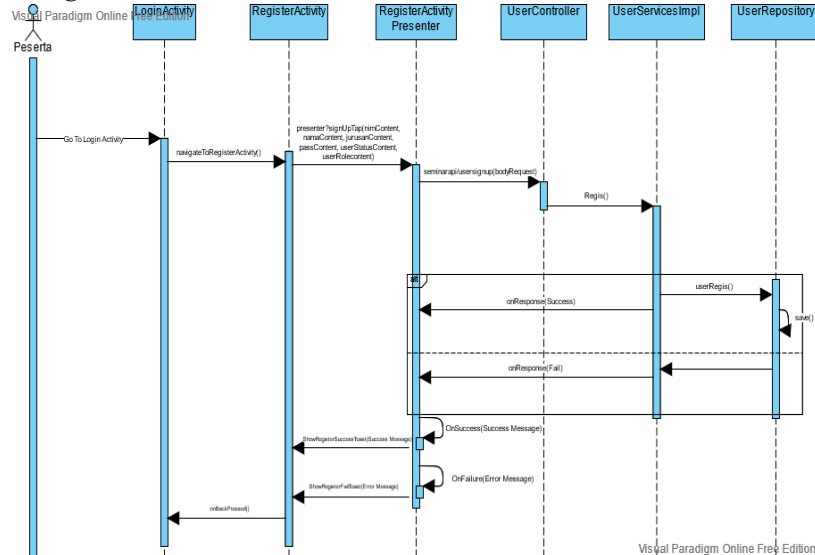 Visual Paradigm Online Free Edition
Peserta
LoginActivity
RegisterActivity
RegisterActivity
Presenter
UserController
UserServicesImpl
UserRepository
Go To Login Activity
navigateToRegisterActivity()
presenter?signUpTap(nimContent,
namaContent, jurusanContent,
passContent, userStatusContent,
userRolecontent)
seminarapi/usersignup(bodyRequest)
Regis()
alt
userRegis()
onResponse(Success)
save()
onResponse(Fail)
OnSuccess(Success Message)
ShowRegisterSuccessToast(Success Message)
OnFailure(Error Message)
ShowRegisterFailToast(Error Message)
onBackPressed()
Visual Paradigm Online Free Edition